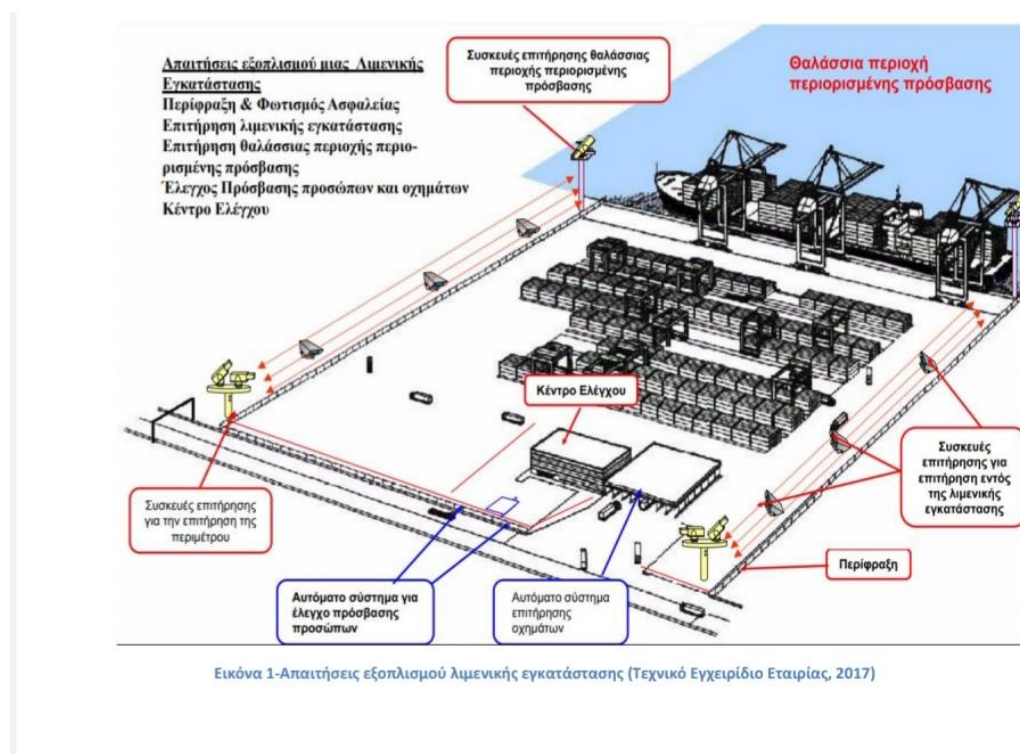 Απαιτήσεις εξοπλισμού μιας Λιμενικής
Εγκατάστασης
Περίφραξη & Φωτισμός Ασφαλείας
Επιτήρηση λιμενικής εγκατάστασης
Επιτήρηση θαλάσσιας περιοχής περιο-
ρισμένης πρόσβασης
Έλεγχος Πρόσβασης προσώπων και οχημάτων
Κέντρο Ελέγχου
Συσκευές επιτήρησης θαλάσσιας
περιοχής περιορισμένης
πρόσβασης
Θαλάσσια περιοχή
περιορισμένης πρόσβασης
Κέντρο Ελέγχου
Συσκευές
επιτήρησης για
επιτήρηση εντός
της λιμενικής
εγκατάστασης
Συσκευές επιτήρησης
για την επιτήρηση της
περιμέτρου
Περίφραξη
Αυτόματο σύστημα για
έλεγχο πρόσβασης
προσώπων
Αυτόματο σύστημα
επιτήρησης
οχημάτων
Εικόνα 1-Απαιτήσεις εξοπλισμού λιμενικής εγκατάστασης (Τεχνικό Εγχειρίδιο Εταιρίας, 2017)